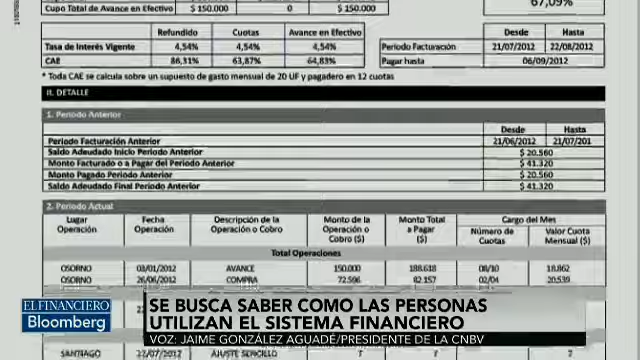 Cupo Total de Avance en Efectivo $ 150.000 0 $ 150.000
67,09%
Refundido Cuotas Avance en Efectivo
Tasa de Interés Vigente 4,54% 4,54% 4,54%
CAE 86,31% 63,87% 64,83%
* Toda CAE se calcula sobre un supuesto de gasto mensual de 20 UF y pagadero en 12 cuotas
Desde Hasta
Periodo Facturación 21/07/2012 22/08/2012
Pagar hasta 06/09/2012
II. DETALLE
1. Periodo Anterior
Desde Hasta
Periodo Facturación Anterior 21/06/2012 21/07/201
Saldo Adeudado Inicio Periodo Anterior $ 20.560
Monto Facturado o a Pagar del Periodo Anterior $ 41.320
Monto Pagado Periodo Anterior $ 20.560
Saldo Adeudado Final Periodo Anterior $ 41.320
2. Periodo Actual
Lugar Operación Fecha Operación Descripción de la Operación o Cobro Monto de la Operación o Cobro ($) Monto Total a Pagar ($) Cargo del Mes
Número de Cuotas Valor Cuota Mensual ($)
Total Operaciones
OSORNO 03/01/2012 AVANCE 150.000 188.618 08/10 18.862
OSORNO 26/06/2012 COMPRA 72.596 82.157 02/04 20.539
EL FINANCIERO
Bloomberg
SE BUSCA SABER COMO LAS PERSONAS
UTILIZAN EL SISTEMA FINANCIERO
VOZ: JAIME GONZÁLEZ AGUADÉ/PRESIDENTE DE LA CNBV
SANTIAGO 22/07/2012 AJUSTE SENCILLO